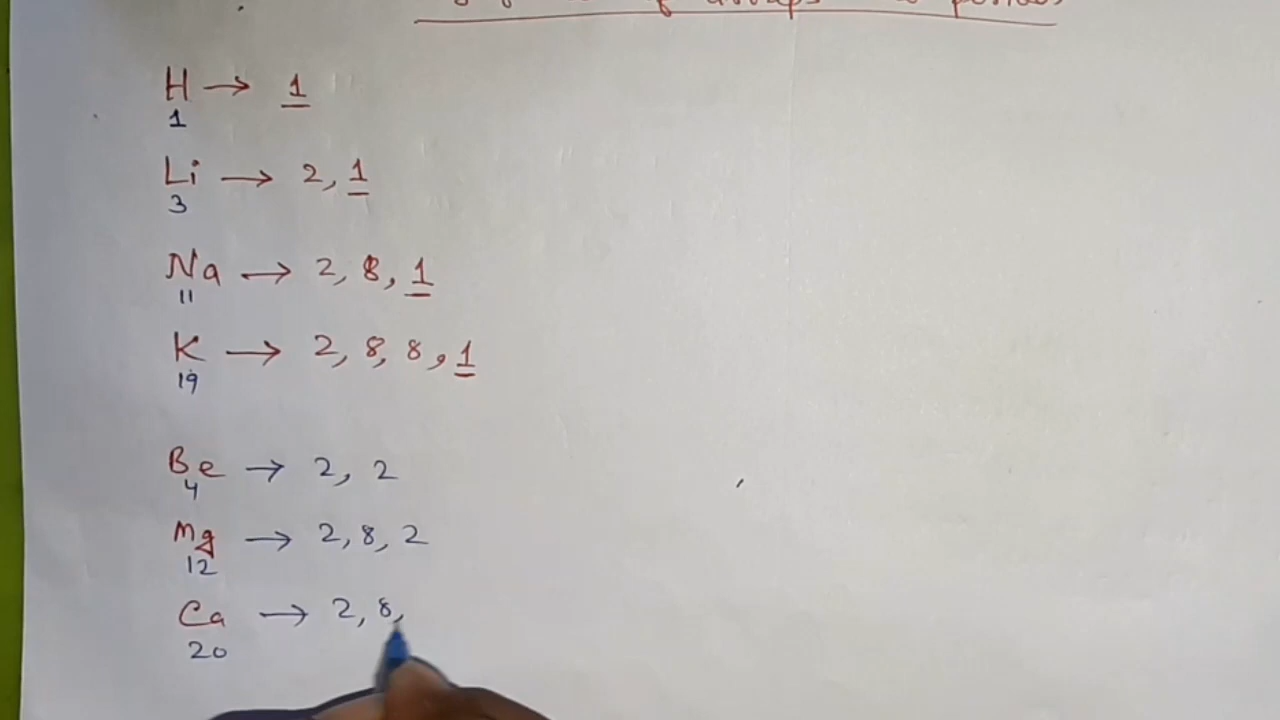 H → 1
1
Li → 2, 1
3
Na → 2, 8, 1
11
K → 2, 8, 8, 1
19
Be → 2, 2
4
Mg → 2, 8, 2
12
Ca → 2, 8,
20